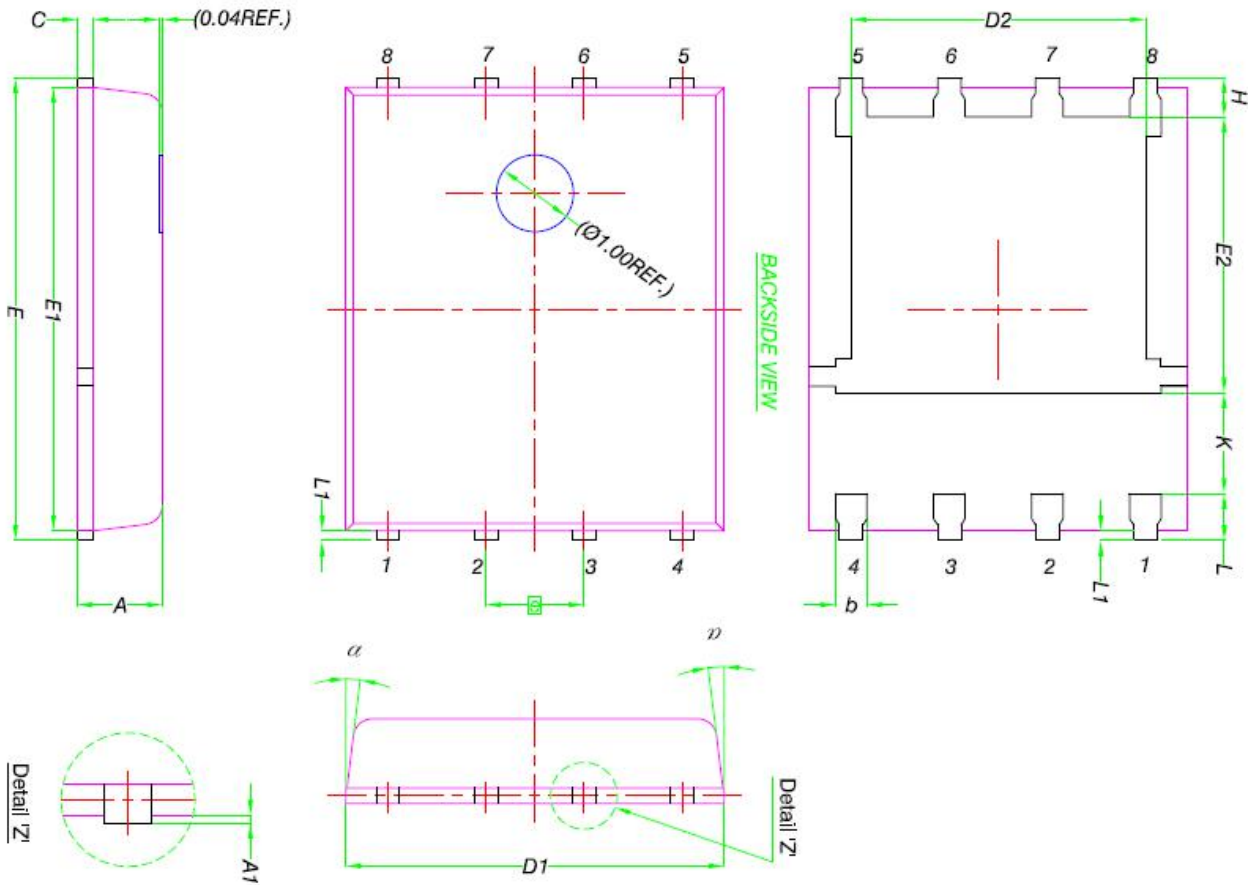 C
(0.04REF.)
E
E1
A
8 7 6 5
(Ø1.00REF.)
L1
1 2 3 4
BACKSIDE VIEW
D2
5 6 7 8
H
E2
K
L
L1
4 3 2 1
b
α
α
D1
Detail 'Z'
Detail 'Z'
A1